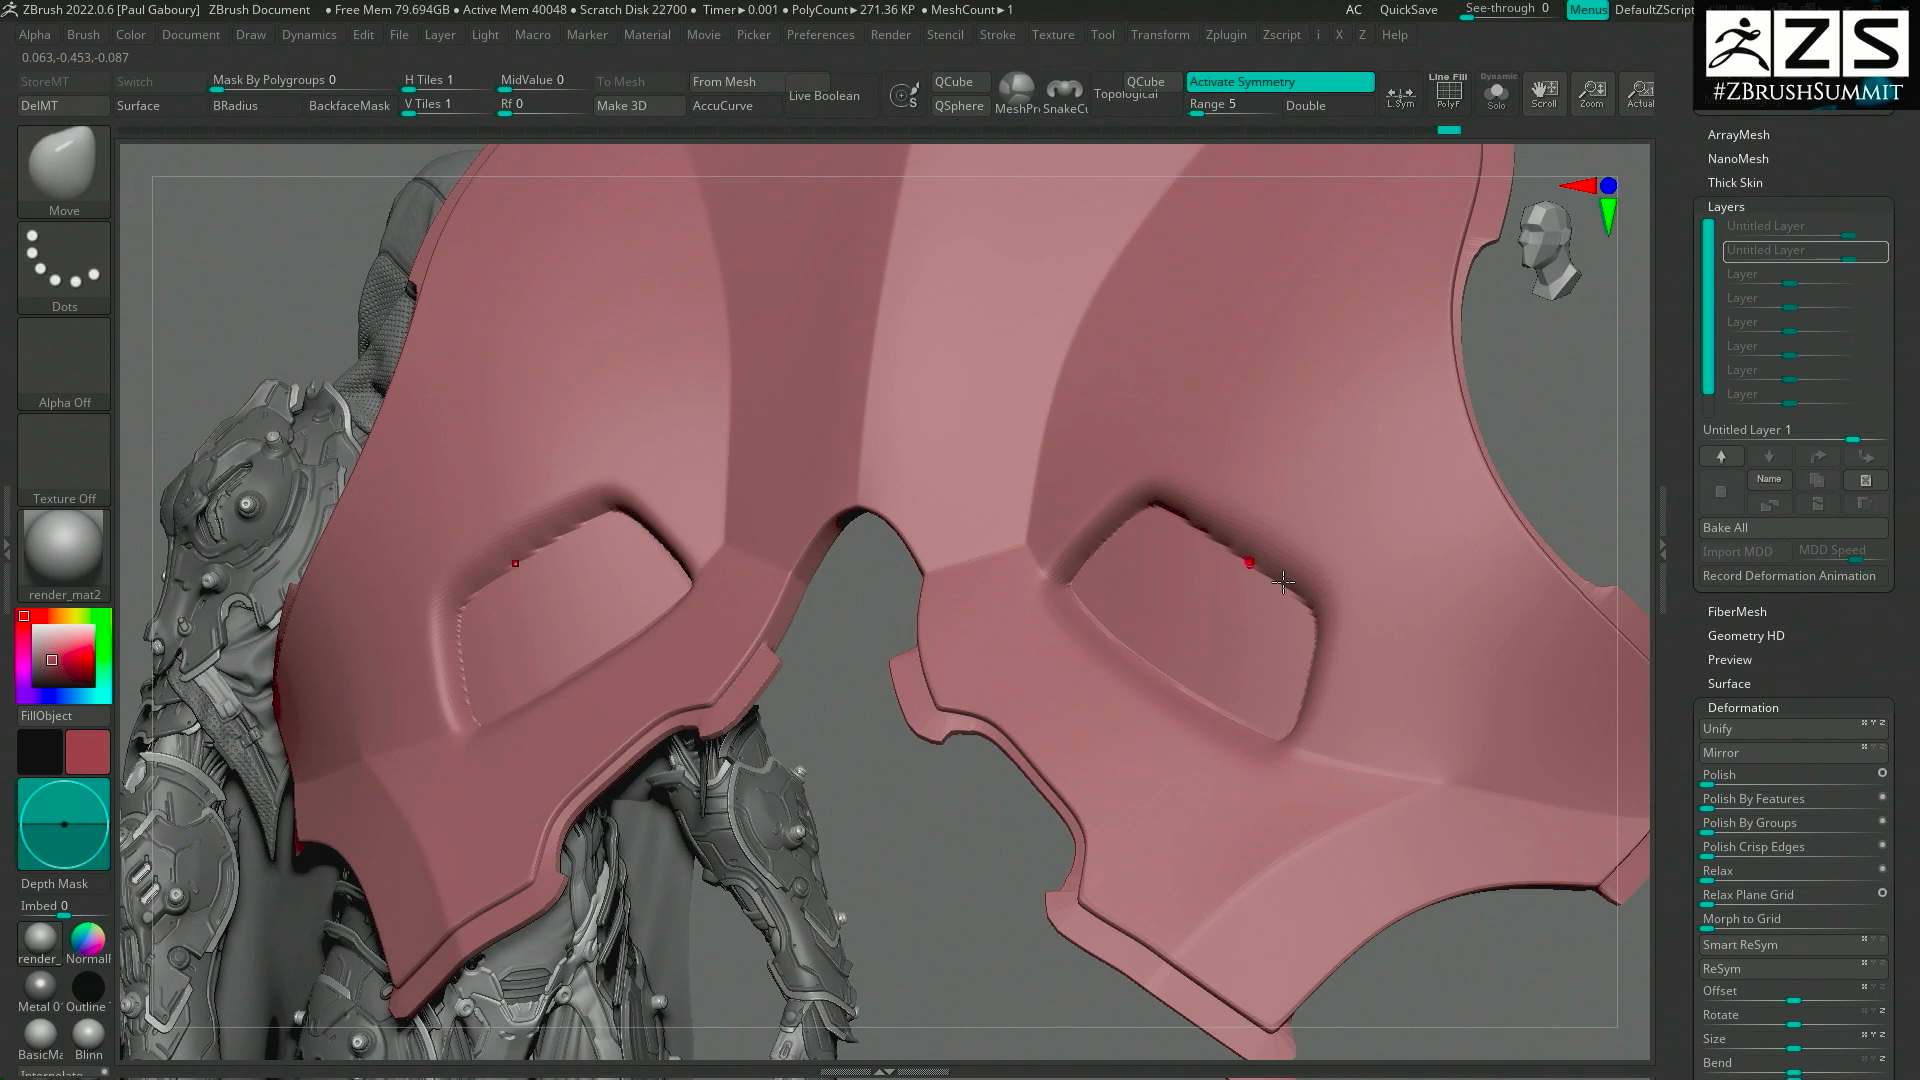 ZBrush 2022.0.6 [Paul Gaboury] ZBrush Document • Free Mem 79.694GB • Active Mem 40048 • Scratch Disk 22700 • Timer▸0.001 • PolyCount▸271.36 KP • MeshCount▸1 AC QuickSave See-through 0 Menus DefaultZScript
Alpha Brush Color Document Draw Dynamics Edit File Layer Light Macro Marker Material Movie Picker Preferences Render Stencil Stroke Texture Tool Transform Zplugin Zscript i X Z Help
ZS
#ZBRUSHSUMMIT
0.063,-0.453,-0.087
StoreMT Switch Mask By Polygroups 0 H Tiles 1 MidValue 0 To Mesh From Mesh
DelMT Surface BRadius BackfaceMask V Tiles 1 Rf 0 Make 3D AccuCurve
Live Boolean
S
QCube
QSphere
MeshPr SnakeCu
Topological
QCube
Activate Symmetry
Range 5 Double
L.Sym
Line Fill
PolyF
Dynamic
Solo
Scroll
Zoom
Actual
Move
Dots
Alpha Off
Texture Off
render_mat2
FillObject
Depth Mask
Imbed 0
render_ NormalF
Metal 0 Outline
BasicMa Blinn
Interpolate
ArrayMesh
NanoMesh
Thick Skin
Layers
Untitled Layer
Untitled Layer
Layer
Layer
Layer
Layer
Layer
Layer
Untitled Layer 1
Name
Bake All
Import MDD MDD Speed
Record Deformation Animation
FiberMesh
Geometry HD
Preview
Surface
Deformation
Unify
Mirror
Polish
Polish By Features
Polish By Groups
Polish Crisp Edges
Relax
Relax Plane Grid
Morph to Grid
Smart ReSym
ReSym
Offset
Rotate
Size
Bend